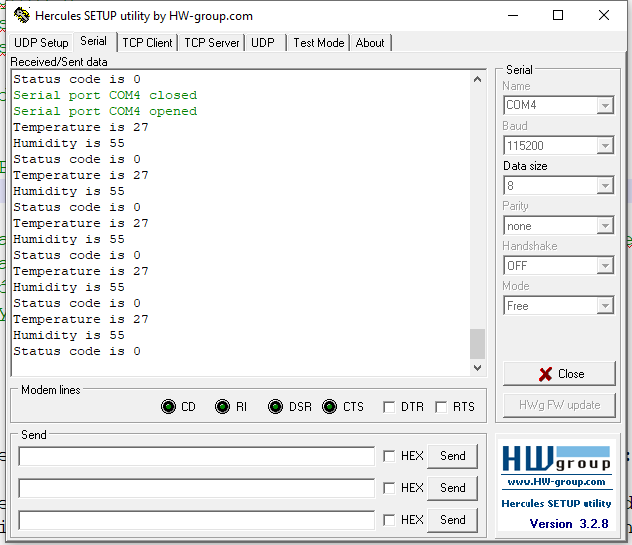 Hercules SETUP utility by HW-group.com
UDP Setup Serial TCP Client TCP Server UDP Test Mode About
Received/Sent data
Status code is 0
Serial port COM4 closed
Serial port COM4 opened
Temperature is 27
Humidity is 55
Status code is 0
Temperature is 27
Humidity is 55
Status code is 0
Temperature is 27
Humidity is 55
Status code is 0
Temperature is 27
Humidity is 55
Status code is 0
Temperature is 27
Humidity is 55
Status code is 0
Serial
Name
COM4
Baud
115200
Data size
8
Parity
none
Handshake
OFF
Mode
Free
Close
HWg FW update
Modem lines
CD RI DSR CTS DTR RTS
Send
HEX Send
HEX Send
HEX Send
HW group
www.HW-group.com
Hercules SETUP utility
Version 3.2.8